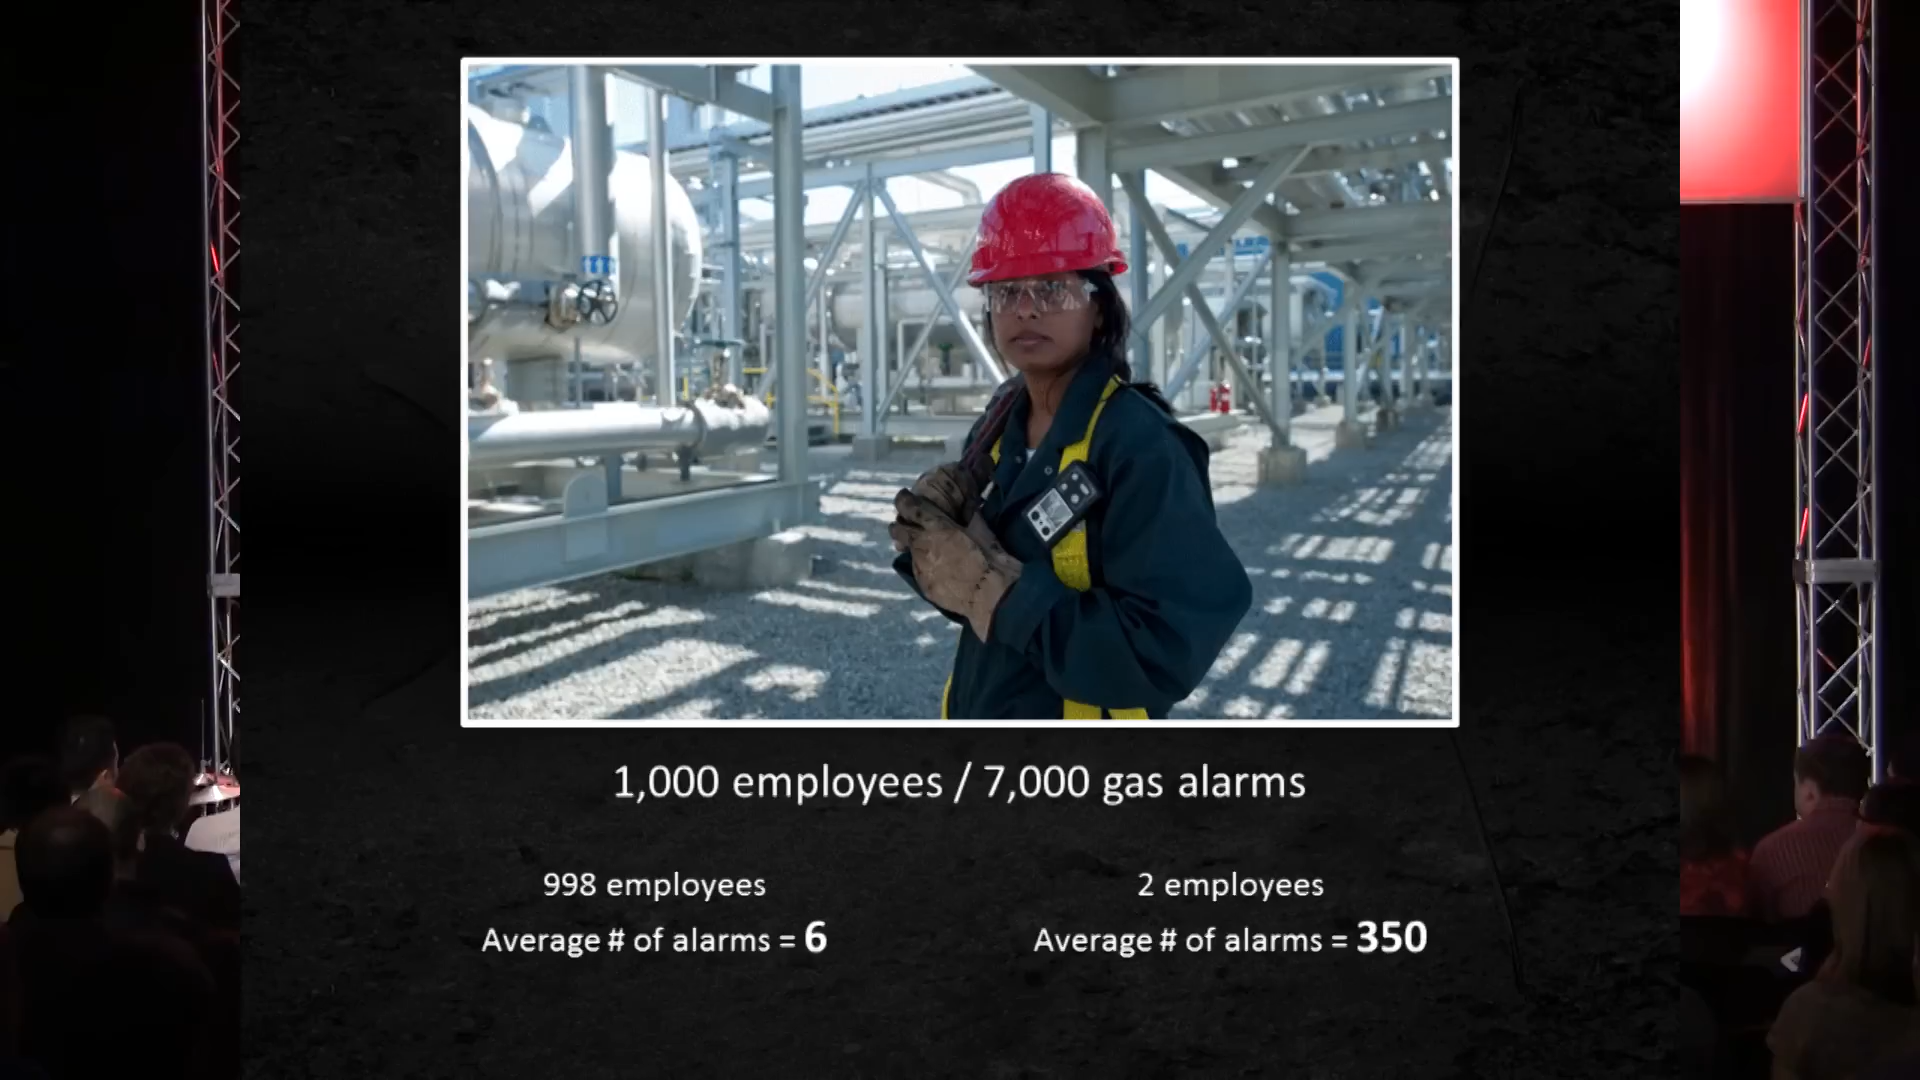 1,000 employees / 7,000 gas alarms
998 employees
Average # of alarms = 6
2 employees
Average # of alarms = 350